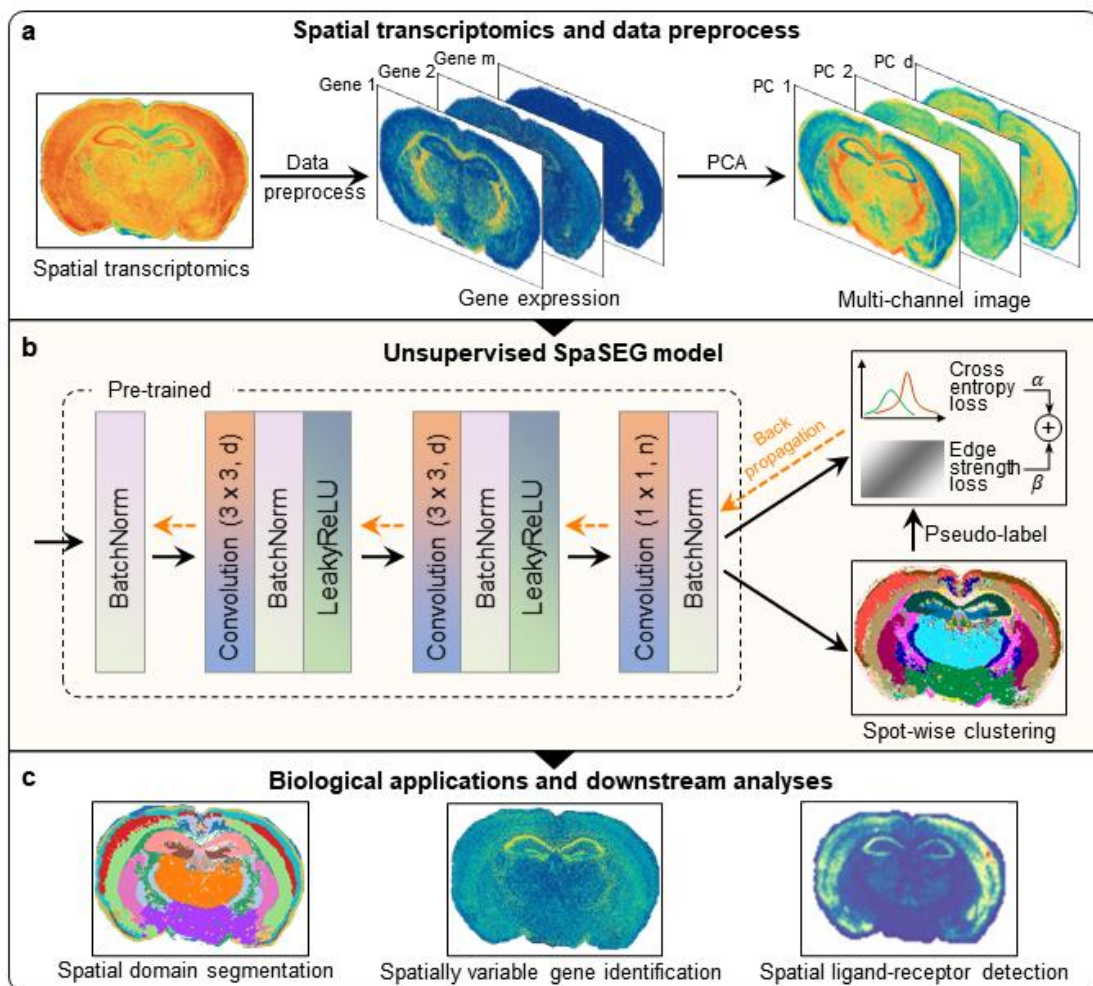 a
Spatial transcriptomics and data preprocess
Gene 1
Gene 2
Gene m
PC 1
PC 2
PC d
Data
preprocess
PCA
Spatial transcriptomics
Gene expression
Multi-channel image
b
Unsupervised SpaSEG model
Pre-trained
BatchNorm
Convolution (3 x 3, d)
BatchNorm
LeakyReLU
Convolution (3 x 3, d)
BatchNorm
LeakyReLU
Convolution (1 x 1, n)
BatchNorm
Back
propagation
Cross
entropy
loss
α
+
Edge
strength
loss
β
Pseudo-label
Spot-wise clustering
c
Biological applications and downstream analyses
Spatial domain segmentation
Spatially variable gene identification
Spatial ligand-receptor detection